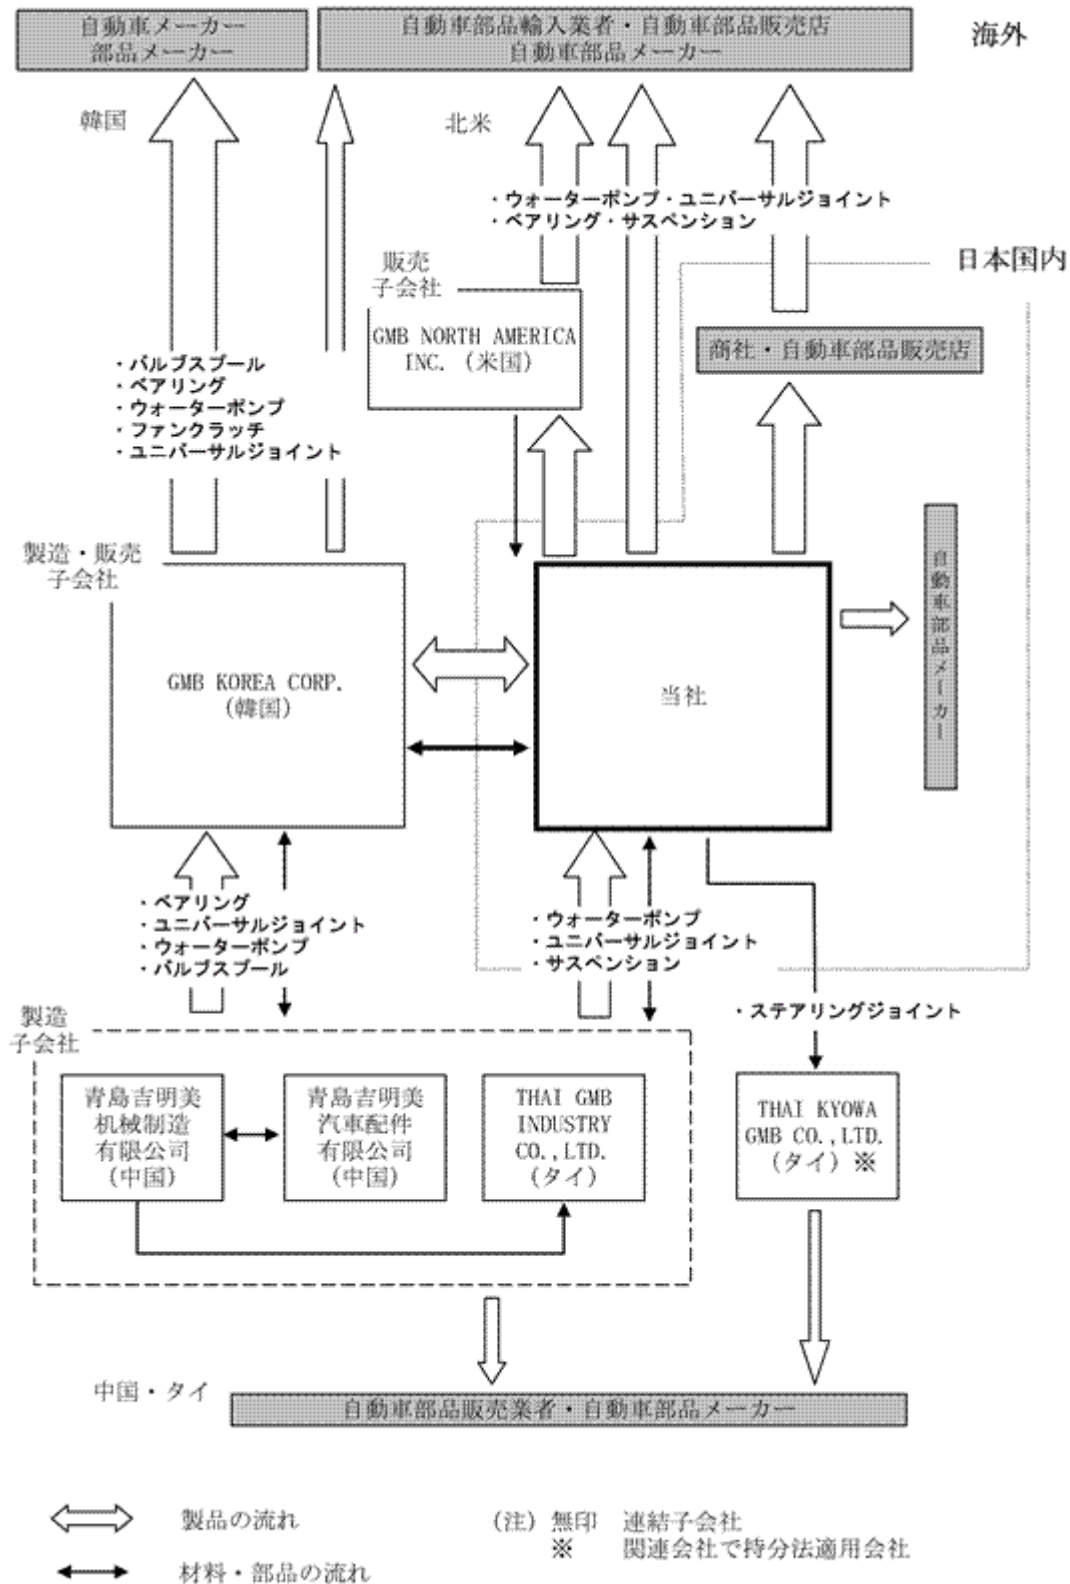 自動車メーカー
部品メーカー
自動車部品輸入業者・自動車部品販売店
自動車部品メーカー
海外
韓国
北米
・ウォーターポンプ・ユニバーサルジョイント
・ベアリング・サスペンション
日本国内
販売
子会社
GMB NORTH AMERICA
INC.（米国）
商社・自動車部品販売店
・バルブスプール
・ベアリング
・ウォーターポンプ
・ファンクラッチ
・ユニバーサルジョイント
製造・販売
子会社
自動車部品メーカー
GMB KOREA CORP.
（韓国）
当社
・ベアリング
・ユニバーサルジョイント
・ウォーターポンプ
・バルブスプール
・ウォーターポンプ
・ユニバーサルジョイント
・サスペンション
・ステアリングジョイント
製造
子会社
青島吉明美
机械制造
有限公司
（中国）
青島吉明美
汽車配件
有限公司
（中国）
THAI GMB
INDUSTRY
CO.,LTD.
（タイ）
THAI KYOWA
GMB CO.,LTD.
（タイ）※
中国・タイ
自動車部品販売業者・自動車部品メーカー
製品の流れ
材料・部品の流れ
（注）無印　連結子会社
※　関連会社で持分法適用会社